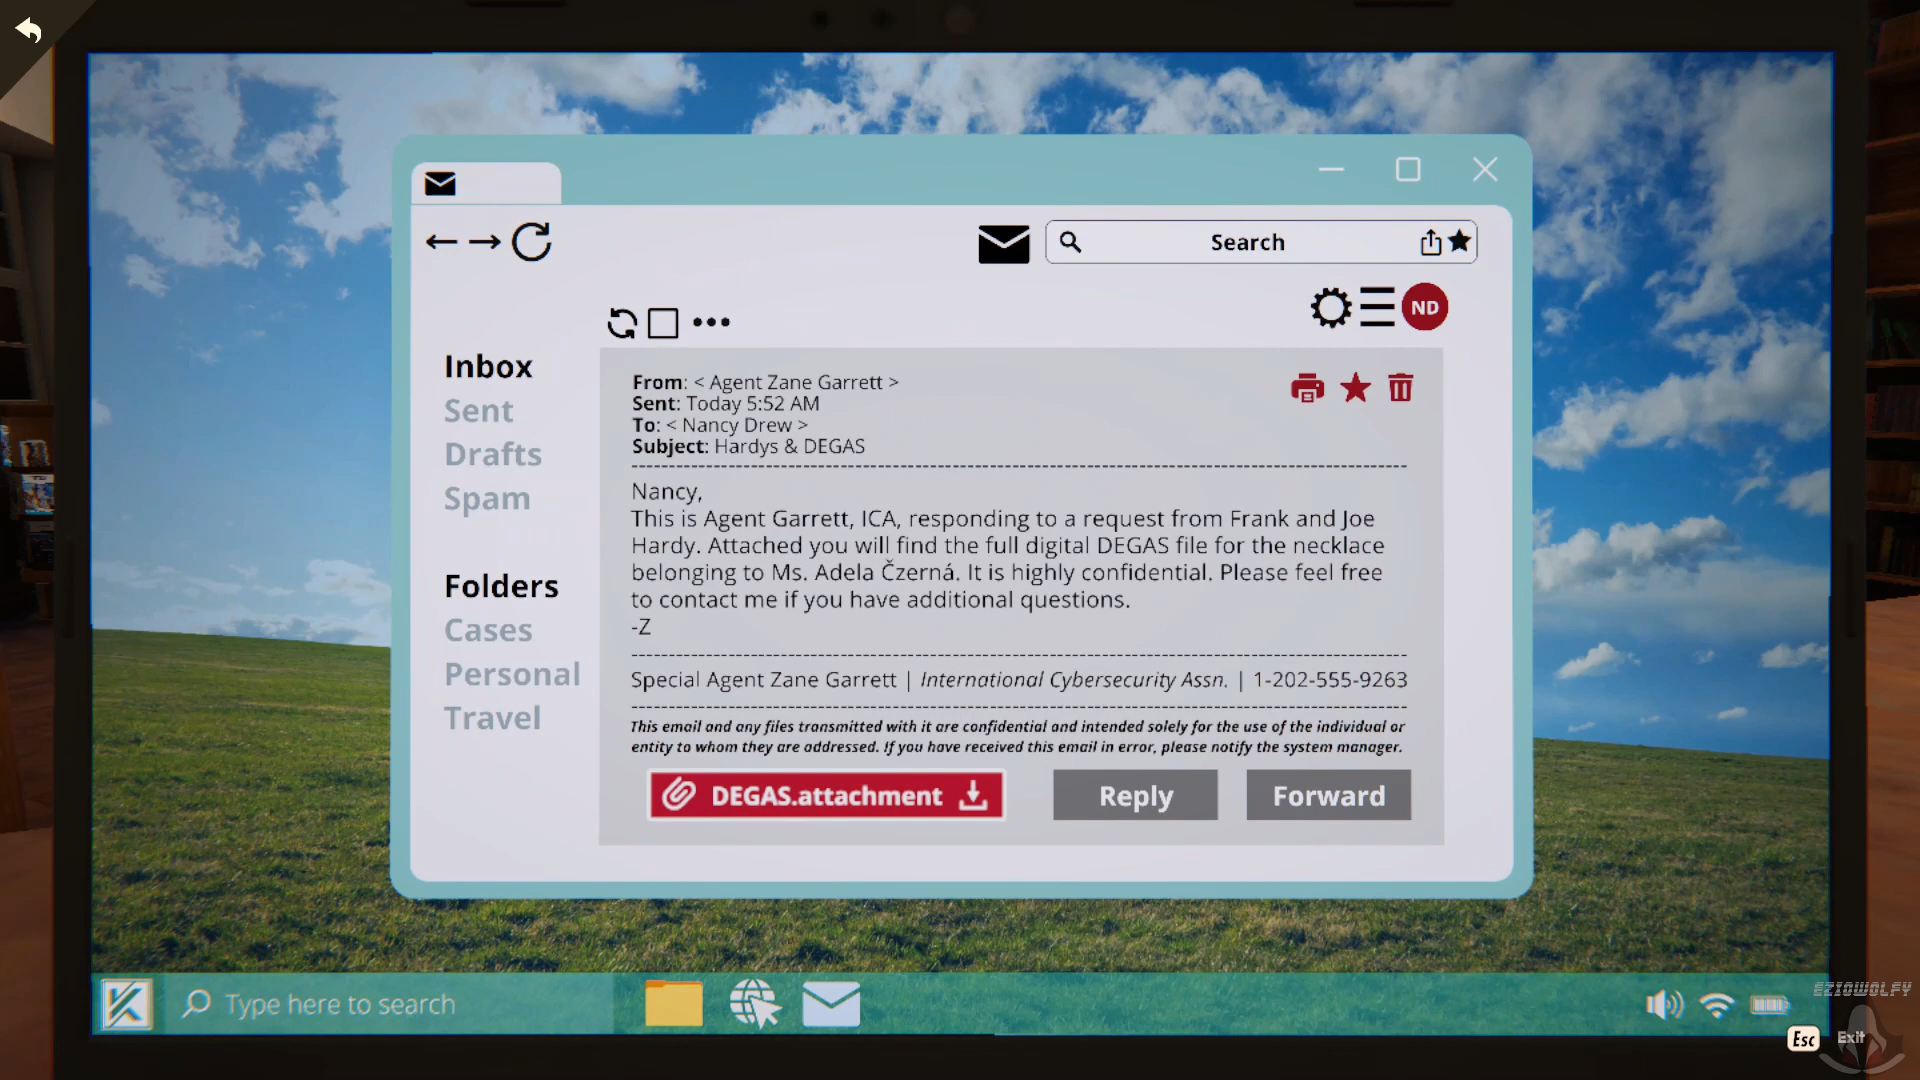 Search
ND
Inbox
Sent
Drafts
Spam
Folders
Cases
Personal
Travel
From: < Agent Zane Garrett >
Sent: Today 5:52 AM
To: < Nancy Drew >
Subject: Hardys & DEGAS
Nancy,
This is Agent Garrett, ICA, responding to a request from Frank and Joe
Hardy. Attached you will find the full digital DEGAS file for the necklace
belonging to Ms. Adela Čzerná. It is highly confidential. Please feel free
to contact me if you have additional questions.
-Z
Special Agent Zane Garrett | International Cybersecurity Assn. | 1-202-555-9263
This email and any files transmitted with it are confidential and intended solely for the use of the individual or
entity to whom they are addressed. If you have received this email in error, please notify the system manager.
DEGAS.attachment
Reply
Forward
Type here to search
EZIOWOLFY
Esc Exit